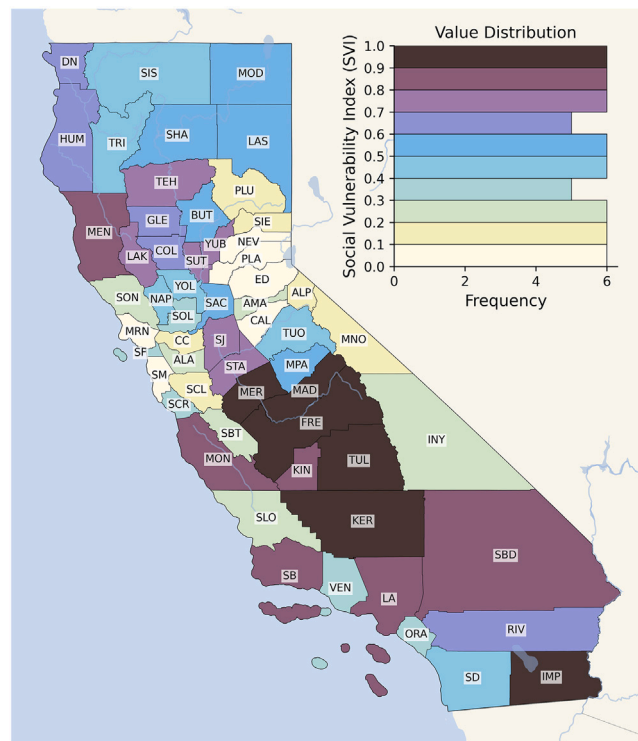 Value Distribution
Social Vulnerability Index (SVI)
1.0
0.9
0.8
0.7
0.6
0.5
0.4
0.3
0.2
0.1
0.0
0 2 4 6
Frequency
DN
SIS
MOD
HUM
TRI
SHA
LAS
TEH
PLU
MEN
GLE
BUT
SIE
LAK
COL
YUB
NEV
SUT
PLA
SON
NAP
YOL
ED
SAC
AMA
ALP
SOL
CAL
MRN
CC
SJ
TUO
MNO
SF
ALA
SM
STA
MPA
SCL
MER
MAD
SCR
SBT
FRE
INY
MON
KIN
TUL
SLO
KER
SB
VEN
LA
SBD
ORA
RIV
SD
IMP